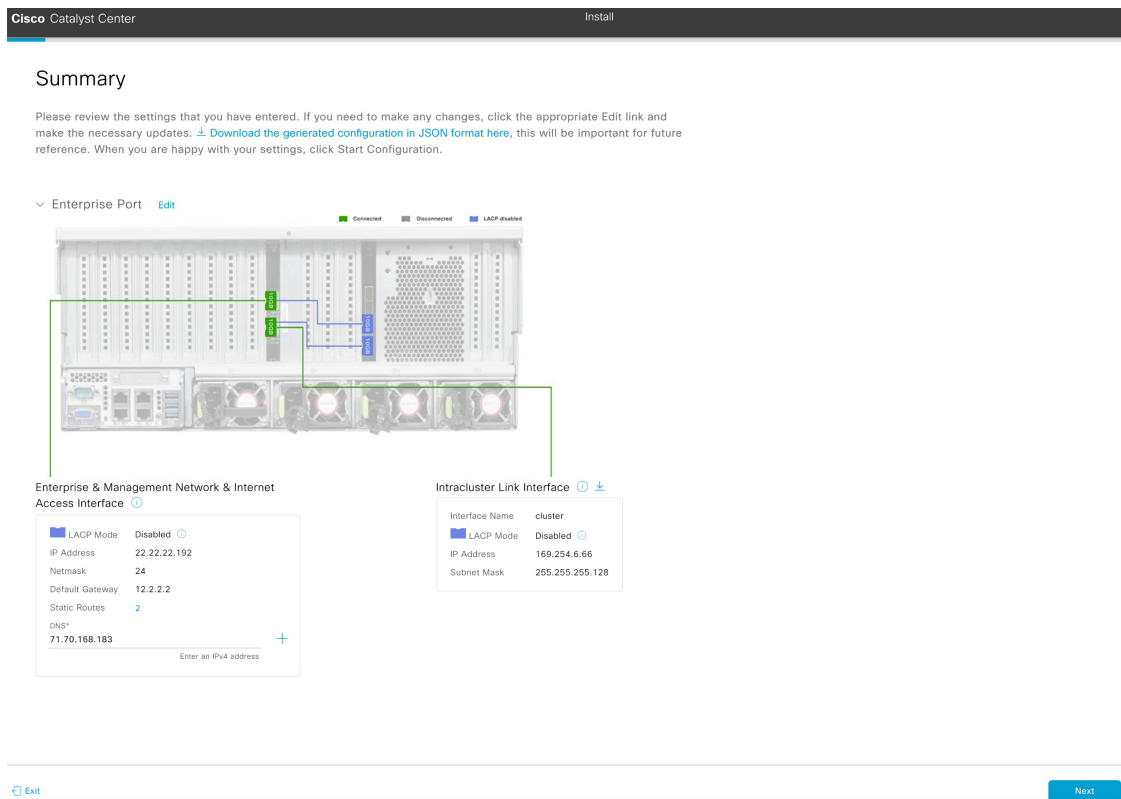 Cisco Catalyst Center
Install
Summary
Please review the settings that you have entered. If you need to make any changes, click the appropriate Edit link and
make the necessary updates. Download the generated configuration in JSON format here, this will be important for future
reference. When you are happy with your settings, click Start Configuration.
Enterprise Port Edit
Connected Disconnected LACP disabled
10GB
10GB
10GB
10GB
Enterprise & Management Network & Internet
Access Interface
LACP Mode Disabled
IP Address 22.22.22.192
Netmask 24
Default Gateway 12.2.2.2
Static Routes 2
DNS*
71.70.168.183
Enter an IPv4 address
Intracluster Link Interface
Interface Name cluster
LACP Mode Disabled
IP Address 169.254.6.66
Subnet Mask 255.255.255.128
Exit
Next